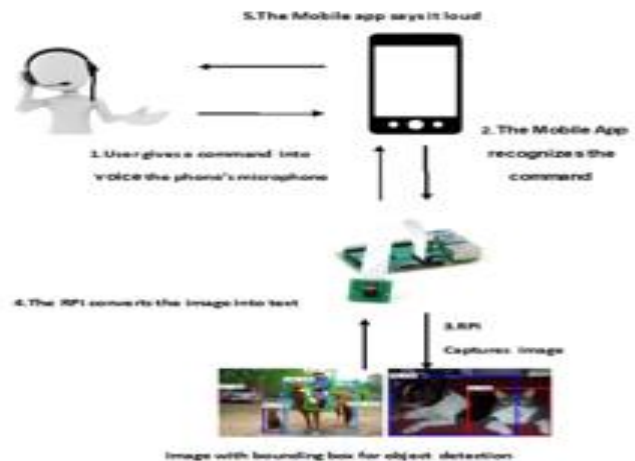 5.The Mobile app says it loud
1.User gives a command into
voice the phone's microphone
2.The Mobile App
recognizes the
command
4.The RPI converts the image into text
3.RPI
Captures image
Image with bounding box for object detection